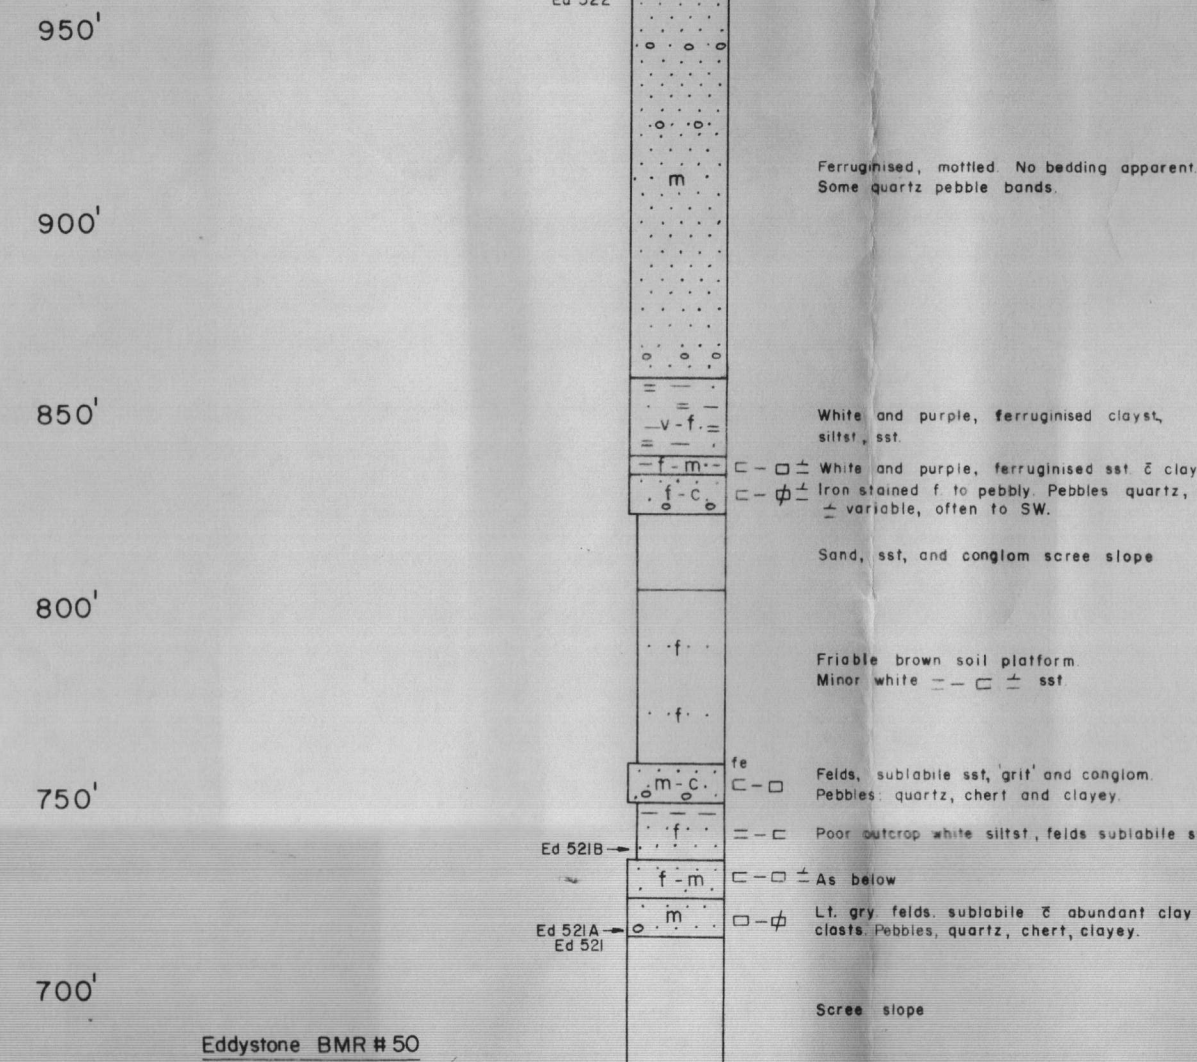 Ed 522
950'
m
Ferruginised, mottled. No bedding apparent.
Some quartz pebble bands.
900'
850'
v-f
White and purple, ferruginised clayst,
siltst, sst.
f-m
White and purple, ferruginised sst. c̄ clay
f-c
Iron stained f. to pebbly. Pebbles quartz,
variable, often to SW.
Sand, sst, and conglom scree slope
800'
f
Friable brown soil platform.
Minor white sst
f
fe
m-c
Felds, sublabile sst, 'grit' and conglom.
Pebbles: quartz, chert and clayey.
750'
f
Poor outcrop white siltst, felds sublabile s
Ed 521B
f-m
As below
m
Lt. gry. felds. sublabile c̄ abundant clay
clasts. Pebbles, quartz, chert, clayey.
Ed 521A
Ed 521
700'
Scree slope
Eddystone BMR # 50